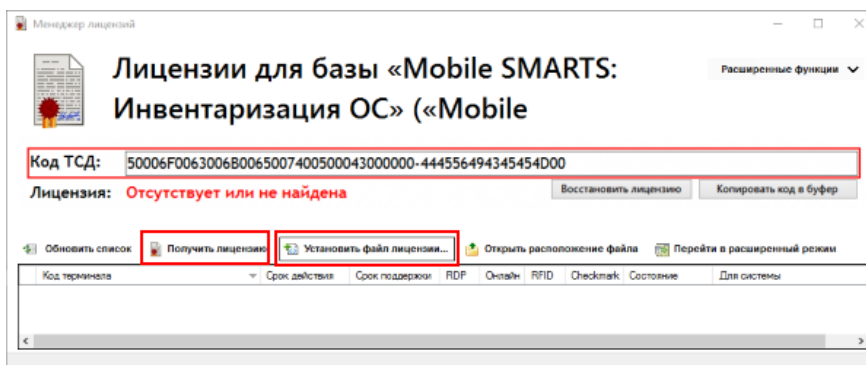 Менеджер лицензий
Лицензии для базы «Mobile SMARTS:
Инвентаризация ОС» («Mobile
Расширенные функции
Код ТСД: 50006F0063006B0065007400500043000000-444556494345454D00
Лицензия: Отсутствует или не найдена
Восстановить лицензию Копировать код в буфер
Обновить список Получить лицензию Установить файл лицензии... Открыть расположение файла Перейти в расширенный режим
Код терминала Срок действия Срок поддержки RDP Онлайн RFID Checkmark Состояние Для системы